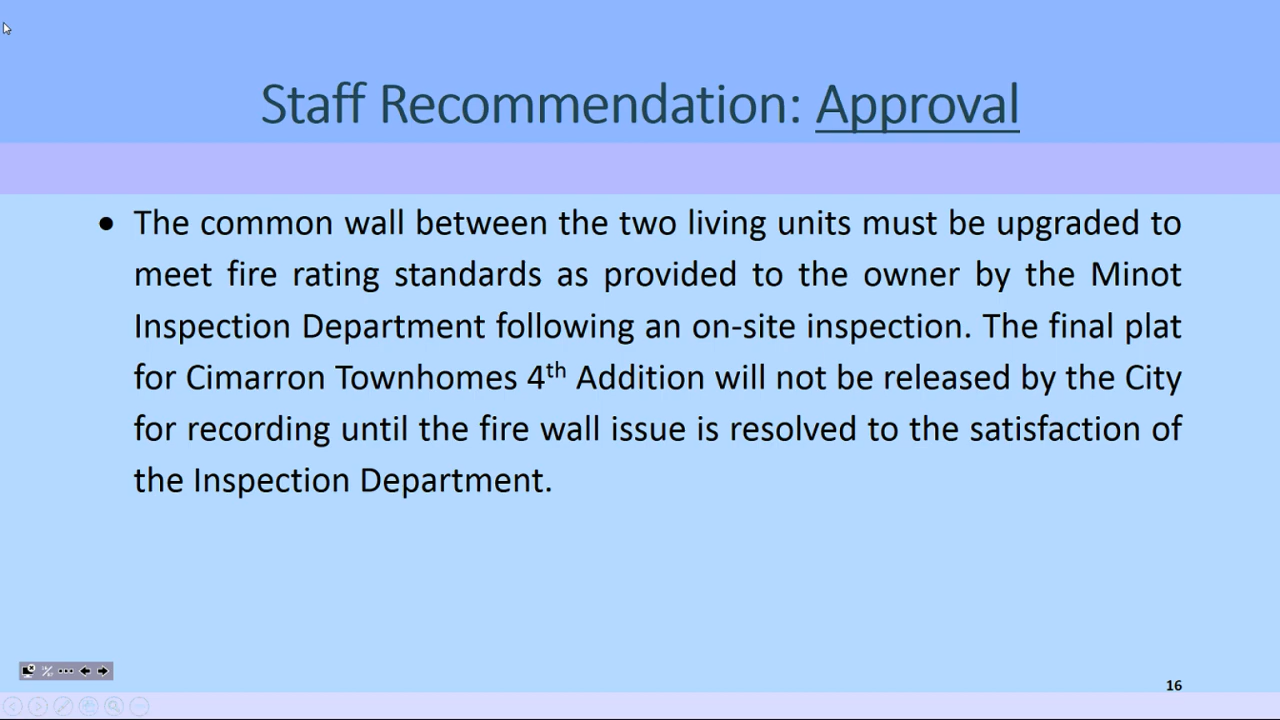 Staff Recommendation: Approval
• The common wall between the two living units must be upgraded to
meet fire rating standards as provided to the owner by the Minot
Inspection Department following an on-site inspection. The final plat
for Cimarron Townhomes 4th Addition will not be released by the City
for recording until the fire wall issue is resolved to the satisfaction of
the Inspection Department.
16